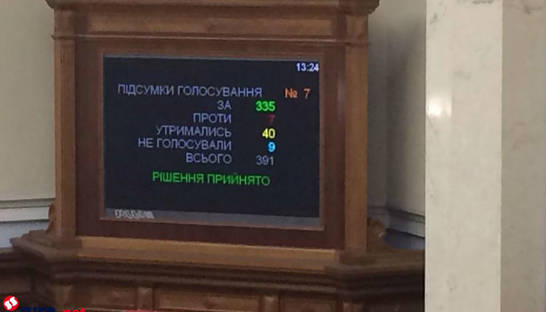 13:24
ПІДСУМКИ ГОЛОСУВАННЯ № 7
ЗА 335
ПРОТИ 7
УТРИМАЛИСЬ 40
НЕ ГОЛОСУВАЛИ 9
ВСЬОГО 391
РІШЕННЯ ПРИЙНЯТО